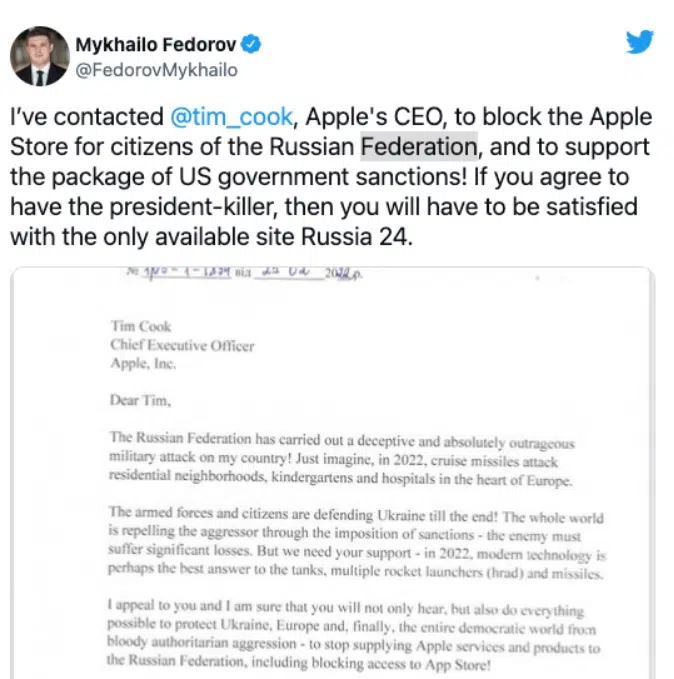 Mykhailo Fedorov
@FedorovMykhailo
I've contacted @tim_cook, Apple's CEO, to block the Apple
Store for citizens of the Russian Federation, and to support
the package of US government sanctions! If you agree to
have the president-killer, then you will have to be satisfied
with the only available site Russia 24.
Tim Cook
Chief Executive Officer
Apple, Inc.
Dear Tim,
The Russian Federation has carried out a deceptive and absolutely outrageous
military attack on my country! Just imagine, in 2022, cruise missiles attack
residential neighborhoods, kindergartens and hospitals in the heart of Europe.
The armed forces and citizens are defending Ukraine till the end! The whole world
is repelling the aggressor through the imposition of sanctions - the enemy must
suffer significant losses. But we need your support - in 2022, modern technology is
perhaps the best answer to the tanks, multiple rocket launchers (hrad) and missiles.
I appeal to you and I am sure that you will not only hear, but also do everything
possible to protect Ukraine, Europe and, finally, the entire democratic world from
bloody authoritarian aggression - to stop supplying Apple services and products to
the Russian Federation, including blocking access to App Store!